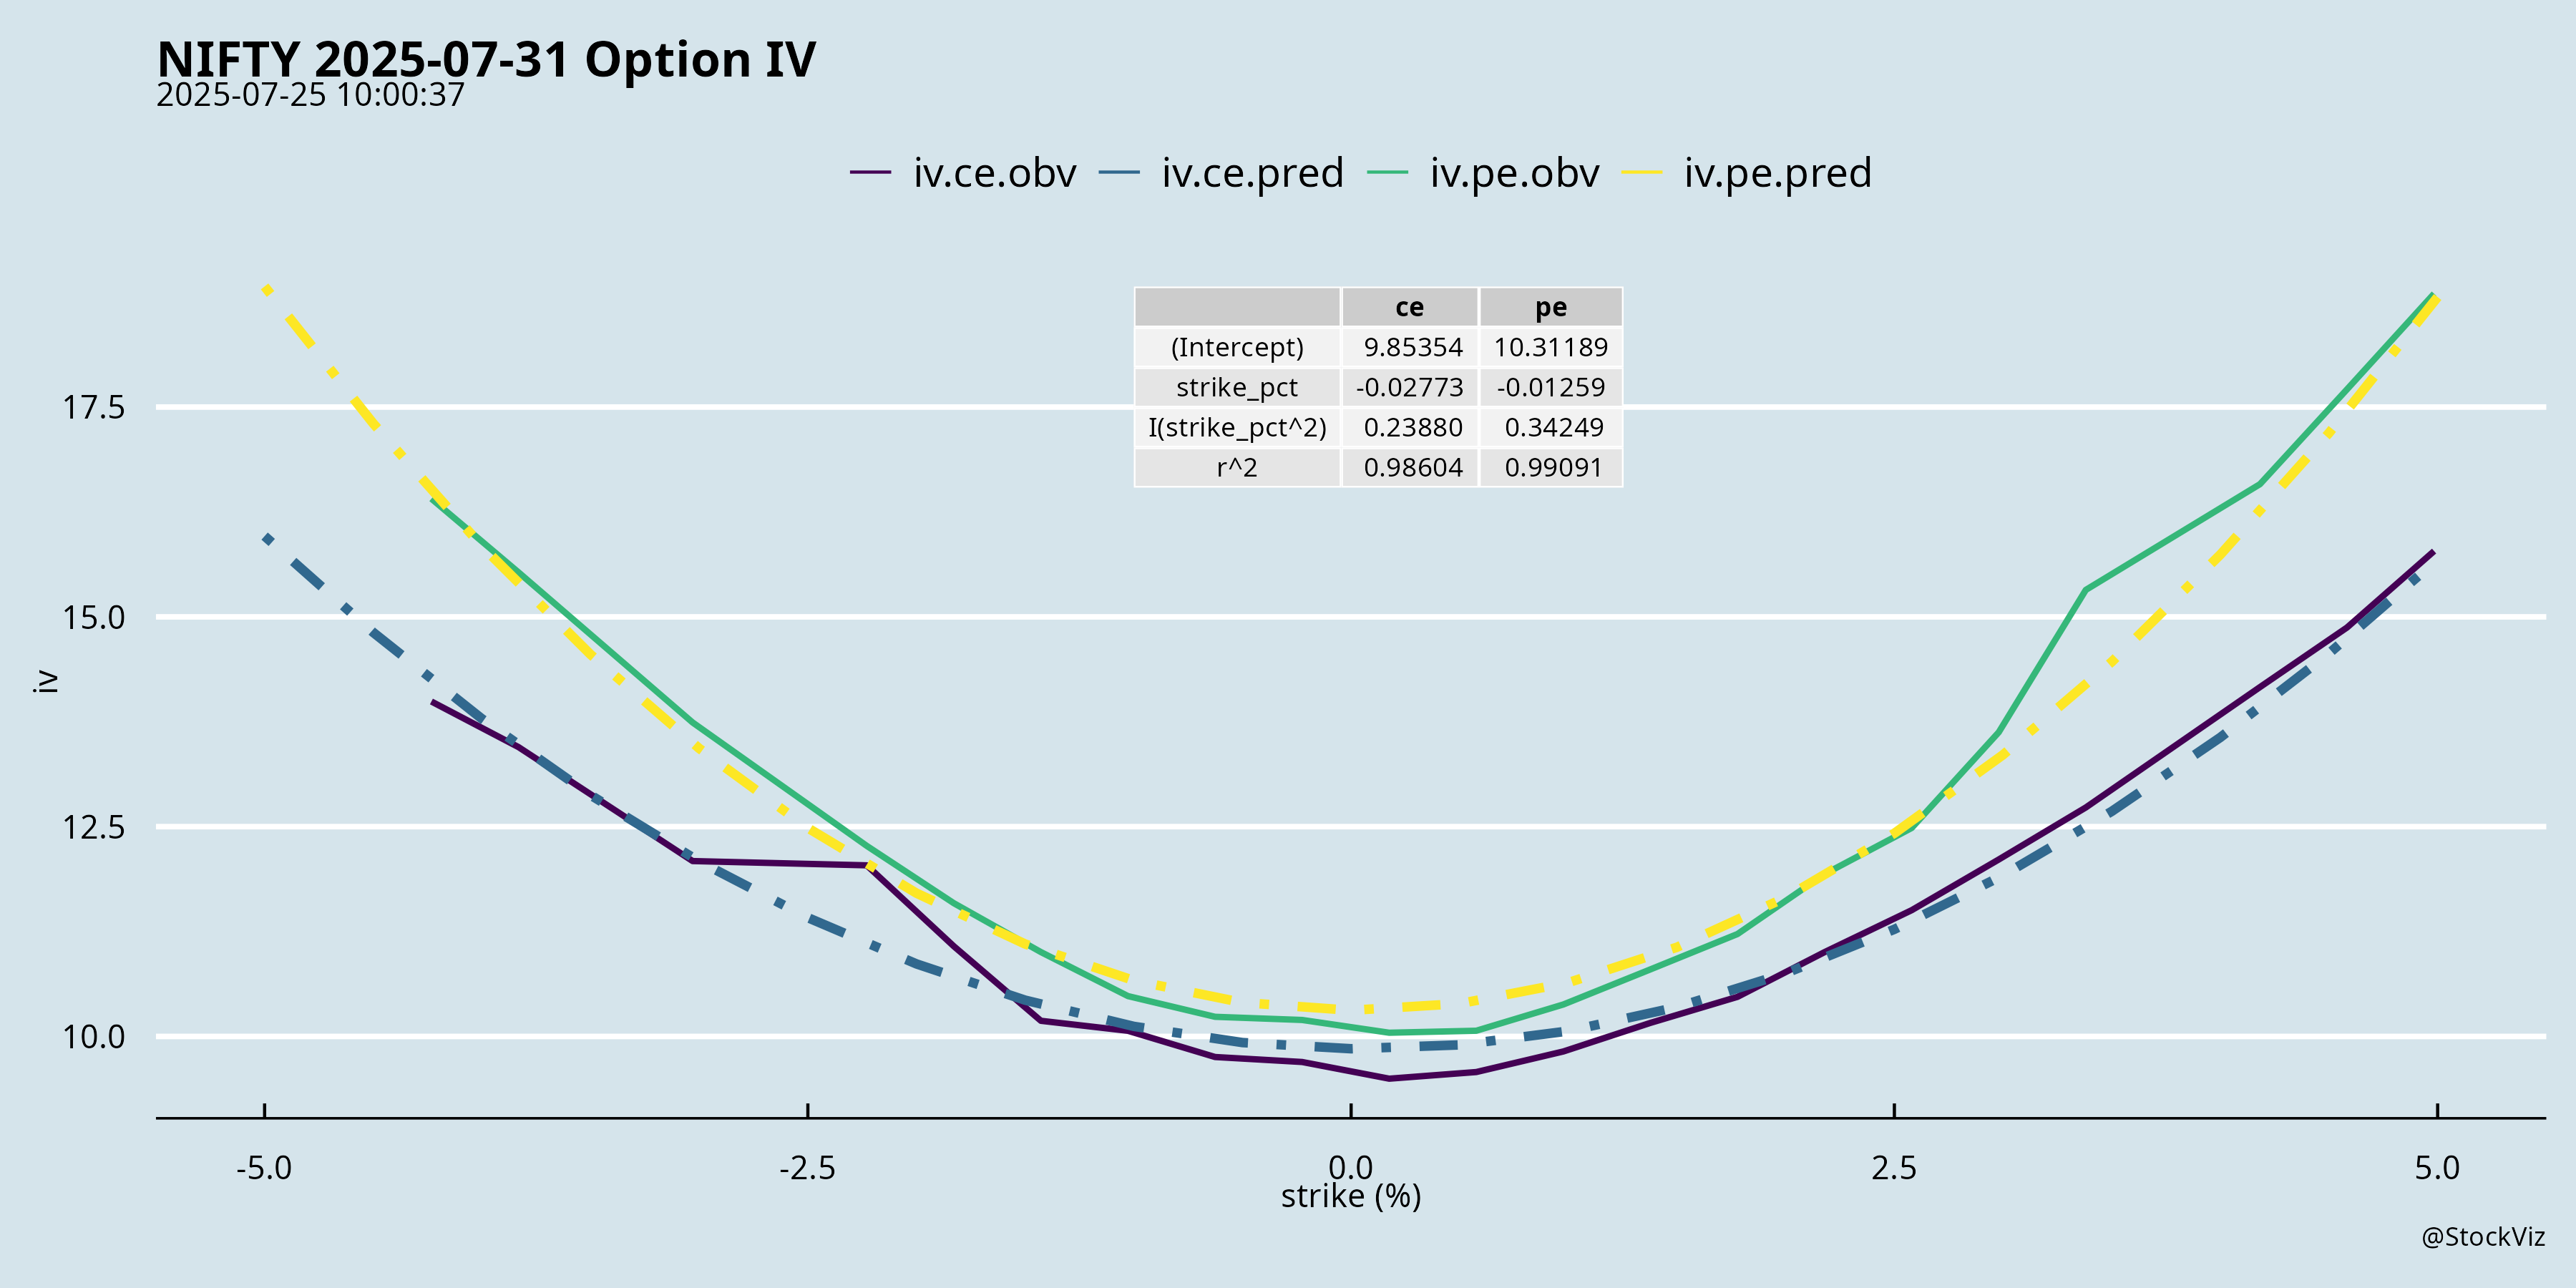 NIFTY 2025-07-31 Option IV
2025-07-25 10:00:37
iv.ce.obv iv.ce.pred iv.pe.obv iv.pe.pred
ce pe
(Intercept) 9.85354 10.31189
strike_pct -0.02773 -0.01259
I(strike_pct^2) 0.23880 0.34249
r^2 0.98604 0.99091
17.5
15.0
12.5
10.0
iv
-5.0 -2.5 0.0 2.5 5.0
strike (%)
@StockViz